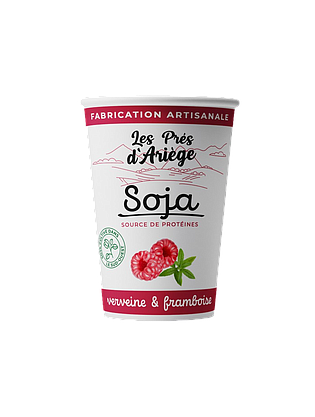 FABRICATION ARTISANALE
Les Prés
d'Ariège
Soja
SOURCE DE PROTÉINES
verveine & framboise